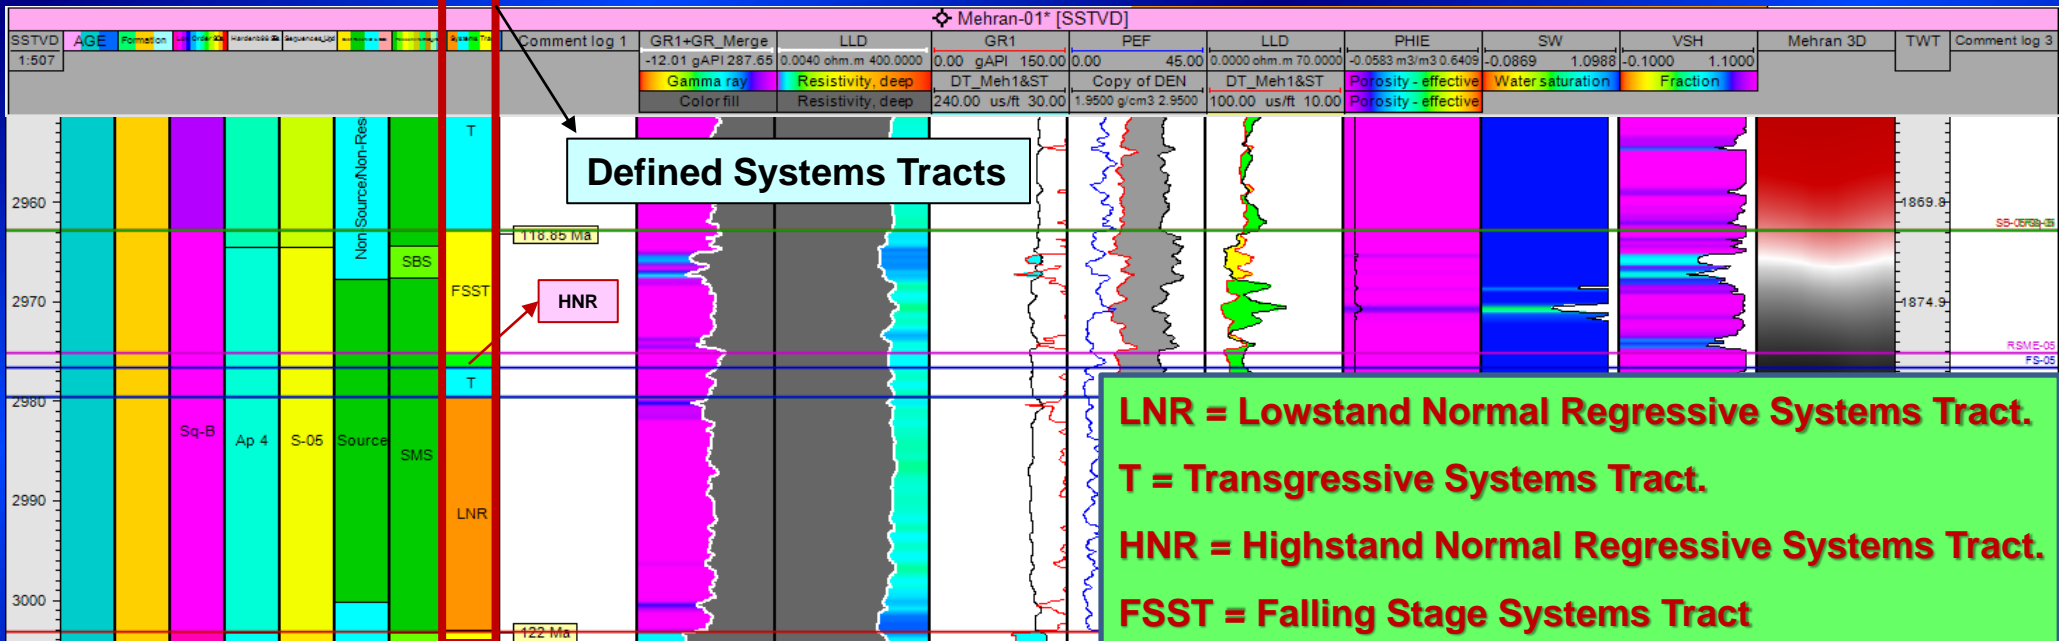 Mehran-01* [SSTVD]
SSTVD AGE Formation Comment log 1 GR1+GR_Merge LLD GR1 PEF LLD PHIE SW VSH Mehran 3D TWT Comment log 3
1:507 -12.01 gAPI 287.65 0.0040 ohm.m 400.0000 0.00 gAPI 150.00 0.00 45.00 0.0000 ohm.m 70.0000 -0.0583 m3/m3 0.6409 -0.0869 1.0988 -0.1000 1.1000
Gamma ray Resistivity, deep DT_Meh1&ST Copy of DEN DT_Meh1&ST Porosity - effective Water saturation Fraction
Color fill Resistivity, deep 240.00 us/ft 30.00 1.9500 g/cm3 2.9500 100.00 us/ft 10.00 Porosity - effective
T
Non Source/Non-Res
Defined Systems Tracts
2960
1869.8
118.85 Ma
SBS
FSST
HNR
2970
1874.9
RSME-05
FS-05
T
2980
Sq-B Ap 4 S-05 Source SMS
2990
LNR
3000
122 Ma
LNR = Lowstand Normal Regressive Systems Tract.
T = Transgressive Systems Tract.
HNR = Highstand Normal Regressive Systems Tract.
FSST = Falling Stage Systems Tract